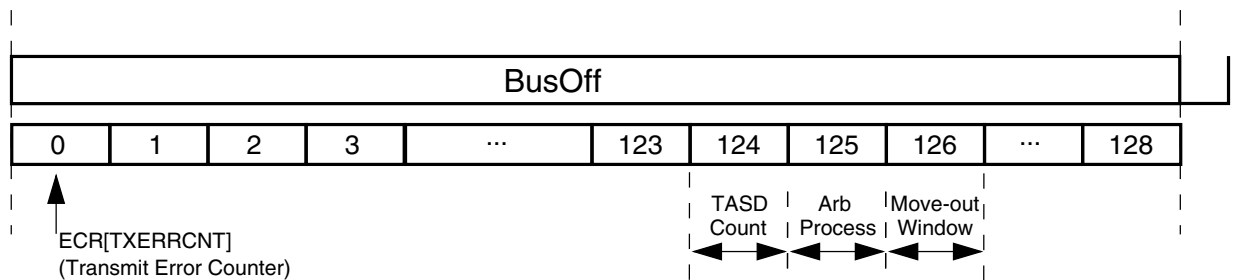 BusOff
0 1 2 3 ... 123 124 125 126 ... 128
TASD Count
Arb Process
Move-out Window
ECR[TXERRCNT]
(Transmit Error Counter)